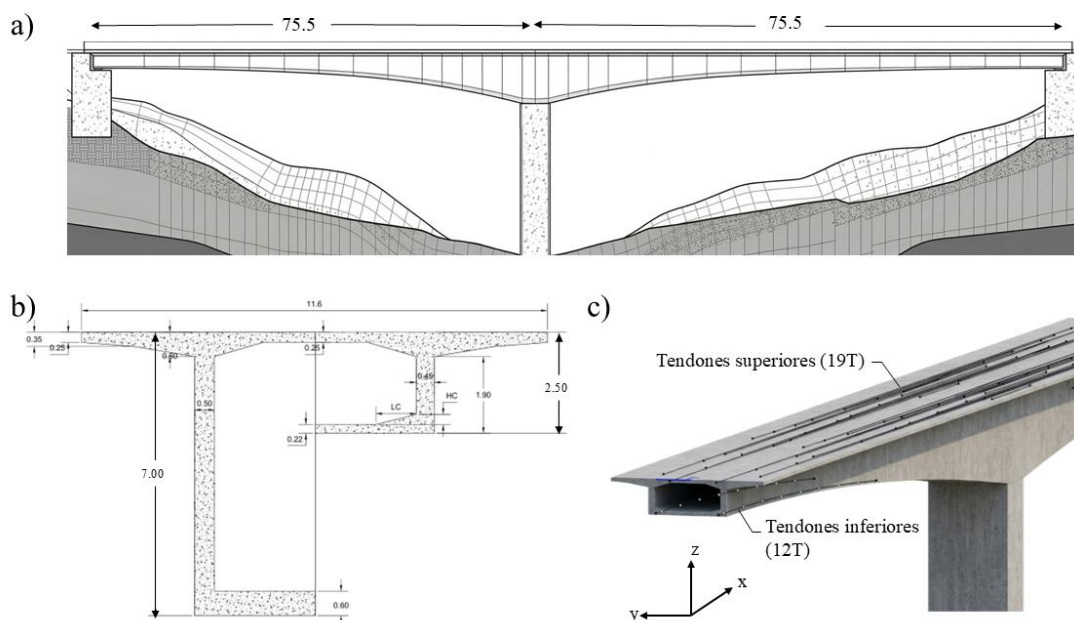 a)
75.5
75.5
b)
11.6
0.35
0.25
0.60
0.25
0.45
0.50
HC
LC
1.90
2.50
0.22
7.00
0.60
c)
Tendones superiores (19T)
Tendones inferiores
(12T)
z
x
y